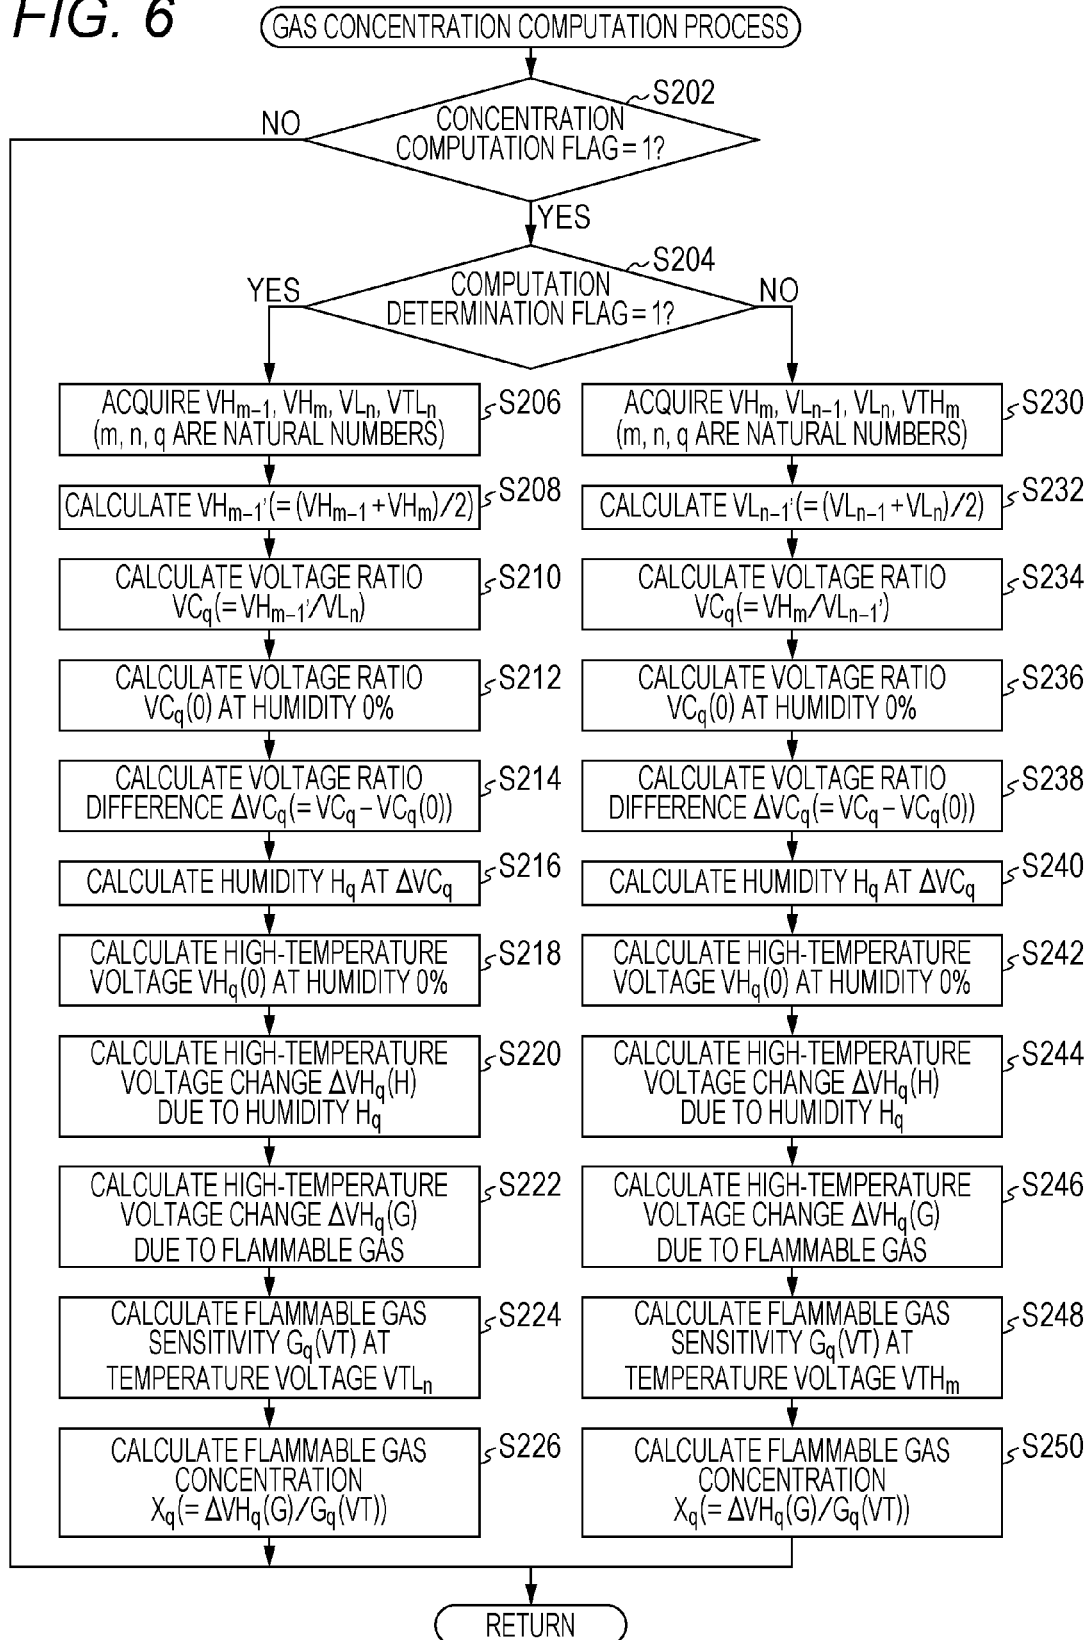 FIG. 6
GAS CONCENTRATION COMPUTATION PROCESS
S202
CONCENTRATION
COMPUTATION FLAG = 1?
NO
YES
S204
COMPUTATION
DETERMINATION FLAG = 1?
YES
NO
ACQUIRE VHm–1, VHm, VLn, VTLn
(m, n, q ARE NATURAL NUMBERS)
S206
CALCULATE VHm–1'(= (VHm–1 + VHm)/2)
S208
CALCULATE VOLTAGE RATIO
VCq(= VHm–1'/VLn)
S210
CALCULATE VOLTAGE RATIO
VCq(0) AT HUMIDITY 0%
S212
CALCULATE VOLTAGE RATIO
DIFFERENCE ΔVCq(= VCq – VCq(0))
S214
CALCULATE HUMIDITY Hq AT ΔVCq
S216
CALCULATE HIGH-TEMPERATURE
VOLTAGE VHq(0) AT HUMIDITY 0%
S218
CALCULATE HIGH-TEMPERATURE
VOLTAGE CHANGE ΔVHq(H)
DUE TO HUMIDITY Hq
S220
CALCULATE HIGH-TEMPERATURE
VOLTAGE CHANGE ΔVHq(G)
DUE TO FLAMMABLE GAS
S222
CALCULATE FLAMMABLE GAS
SENSITIVITY Gq(VT) AT
TEMPERATURE VOLTAGE VTLn
S224
CALCULATE FLAMMABLE GAS
CONCENTRATION
Xq(= ΔVHq(G)/Gq(VT))
S226
ACQUIRE VHm, VLn–1, VLn, VTHm
(m, n, q ARE NATURAL NUMBERS)
S230
CALCULATE VLn–1'(= (VLn–1 + VLn)/2)
S232
CALCULATE VOLTAGE RATIO
VCq(= VHm/VLn–1')
S234
CALCULATE VOLTAGE RATIO
VCq(0) AT HUMIDITY 0%
S236
CALCULATE VOLTAGE RATIO
DIFFERENCE ΔVCq(= VCq – VCq(0))
S238
CALCULATE HUMIDITY Hq AT ΔVCq
S240
CALCULATE HIGH-TEMPERATURE
VOLTAGE VHq(0) AT HUMIDITY 0%
S242
CALCULATE HIGH-TEMPERATURE
VOLTAGE CHANGE ΔVHq(H)
DUE TO HUMIDITY Hq
S244
CALCULATE HIGH-TEMPERATURE
VOLTAGE CHANGE ΔVHq(G)
DUE TO FLAMMABLE GAS
S246
CALCULATE FLAMMABLE GAS
SENSITIVITY Gq(VT) AT
TEMPERATURE VOLTAGE VTHm
S248
CALCULATE FLAMMABLE GAS
CONCENTRATION
Xq(= ΔVHq(G)/Gq(VT))
S250
RETURN